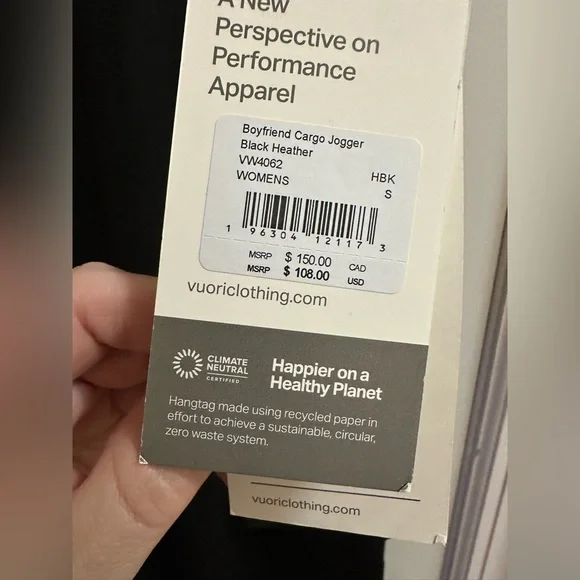 A New
Perspective on
Performance
Apparel
Boyfriend Cargo Jogger
Black Heather
VW4062 HBK
WOMENS S
1 96304 12117 3
MSRP $ 150.00 CAD
MSRP $ 108.00 USD
vuoriclothing.com
CLIMATE
NEUTRAL
CERTIFIED
Happier on a
Healthy Planet
Hangtag made using recycled paper in
effort to achieve a sustainable, circular,
zero waste system.
vuoriclothing.com